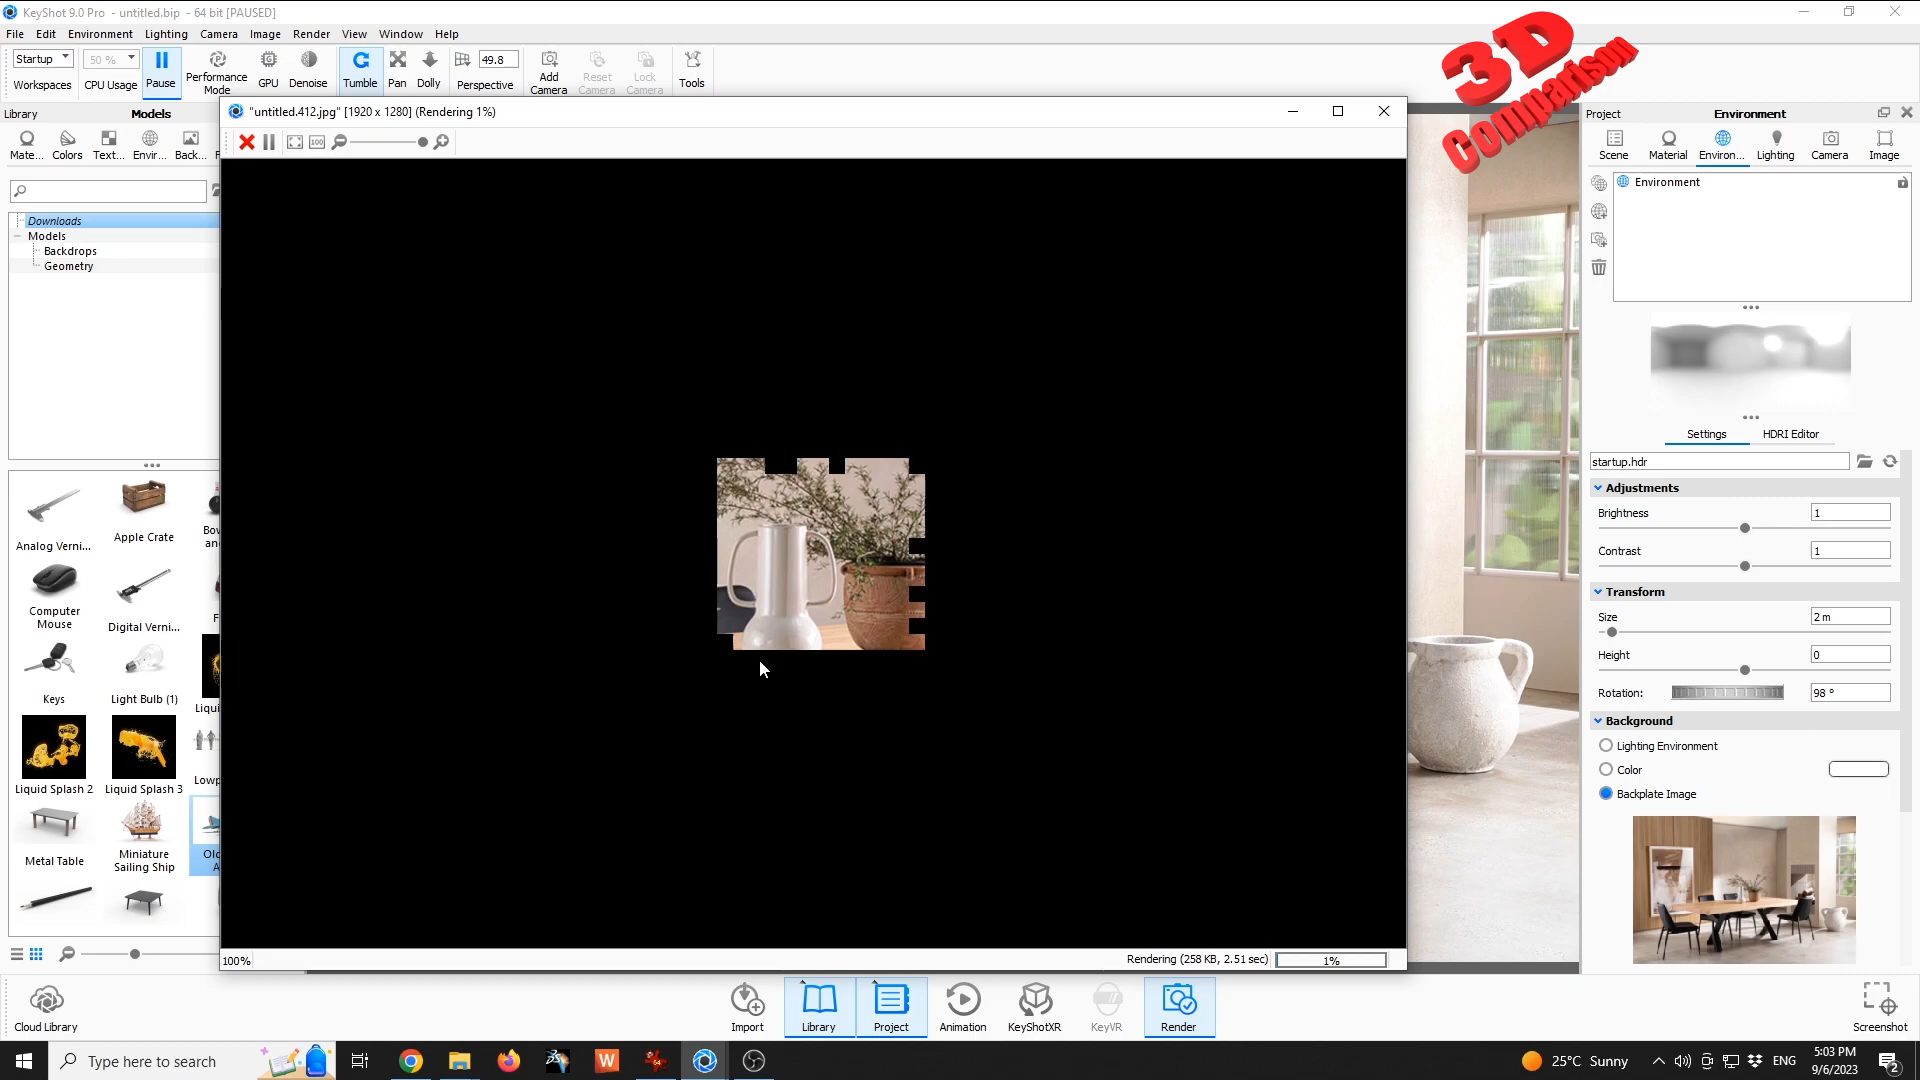 KeyShot 9.0 Pro - untitled.bip - 64 bit [PAUSED]
File Edit Environment Lighting Camera Image Render View Window Help
3D
Comparison
Startup 50 % 49.8
Workspaces CPU Usage Pause Performance Mode GPU Denoise Tumble Pan Dolly Perspective Add Camera Reset Camera Lock Camera Tools
Library Models
Mate... Colors Text... Envir... Back...
"untitled.412.jpg" [1920 x 1280] (Rendering 1%)
100
Downloads
Models
Backdrops
Geometry
Analog Verni... Apple Crate
Computer Mouse Digital Verni...
Keys Light Bulb (1)
Liquid Splash 2 Liquid Splash 3
Metal Table Miniature Sailing Ship
100%
Rendering (258 KB, 2.51 sec) 1%
Project Environment
Scene Material Environ... Lighting Camera Image
Environment
Settings HDRI Editor
startup.hdr
Adjustments
Brightness 1
Contrast 1
Transform
Size 2 m
Height 0
Rotation: 98 °
Background
Lighting Environment
Color
Backplate Image
Cloud Library Import Library Project Animation KeyShotXR KeyVR Render Screenshot
Type here to search
25°C Sunny ENG
5:03 PM
9/6/2023
2